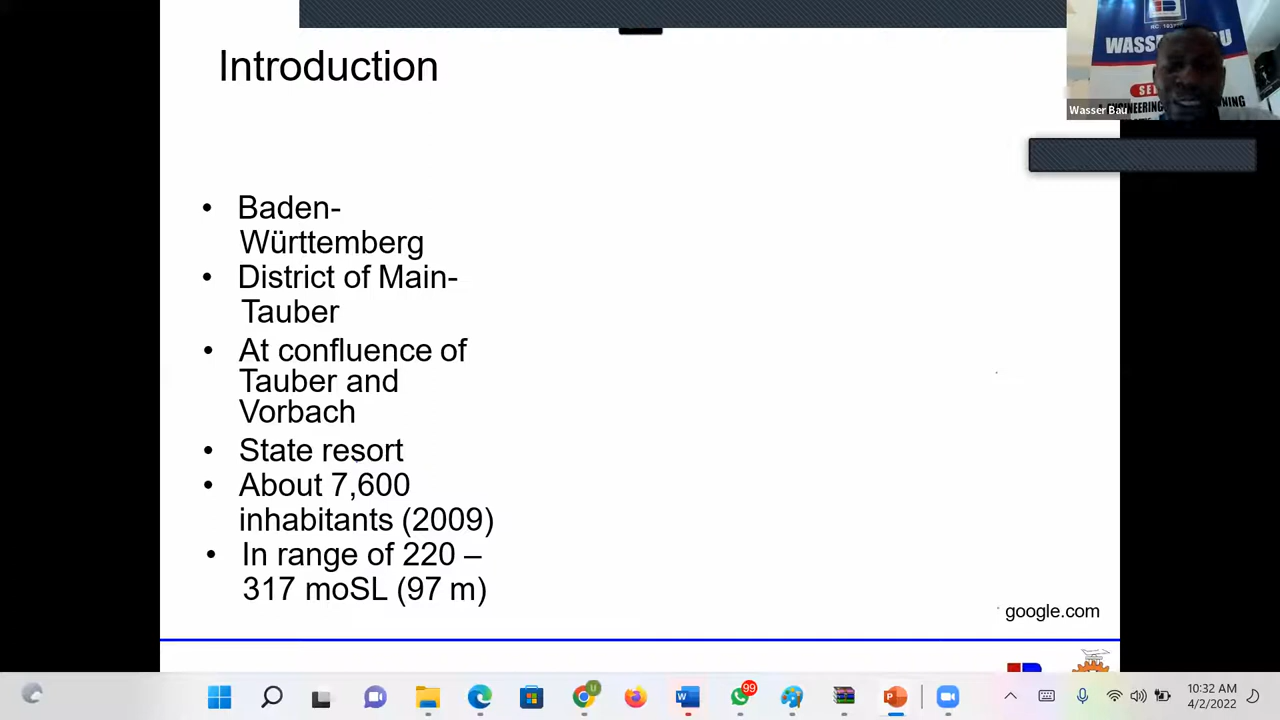 Introduction
WASSER BAU
Wasser Bau
• Baden-
Württemberg
• District of Main-
Tauber
• At confluence of
Tauber and
Vorbach
• State resort
• About 7,600
inhabitants (2009)
• In range of 220 –
317 moSL (97 m)
google.com
99
U
10:32 AM
4/2/2022